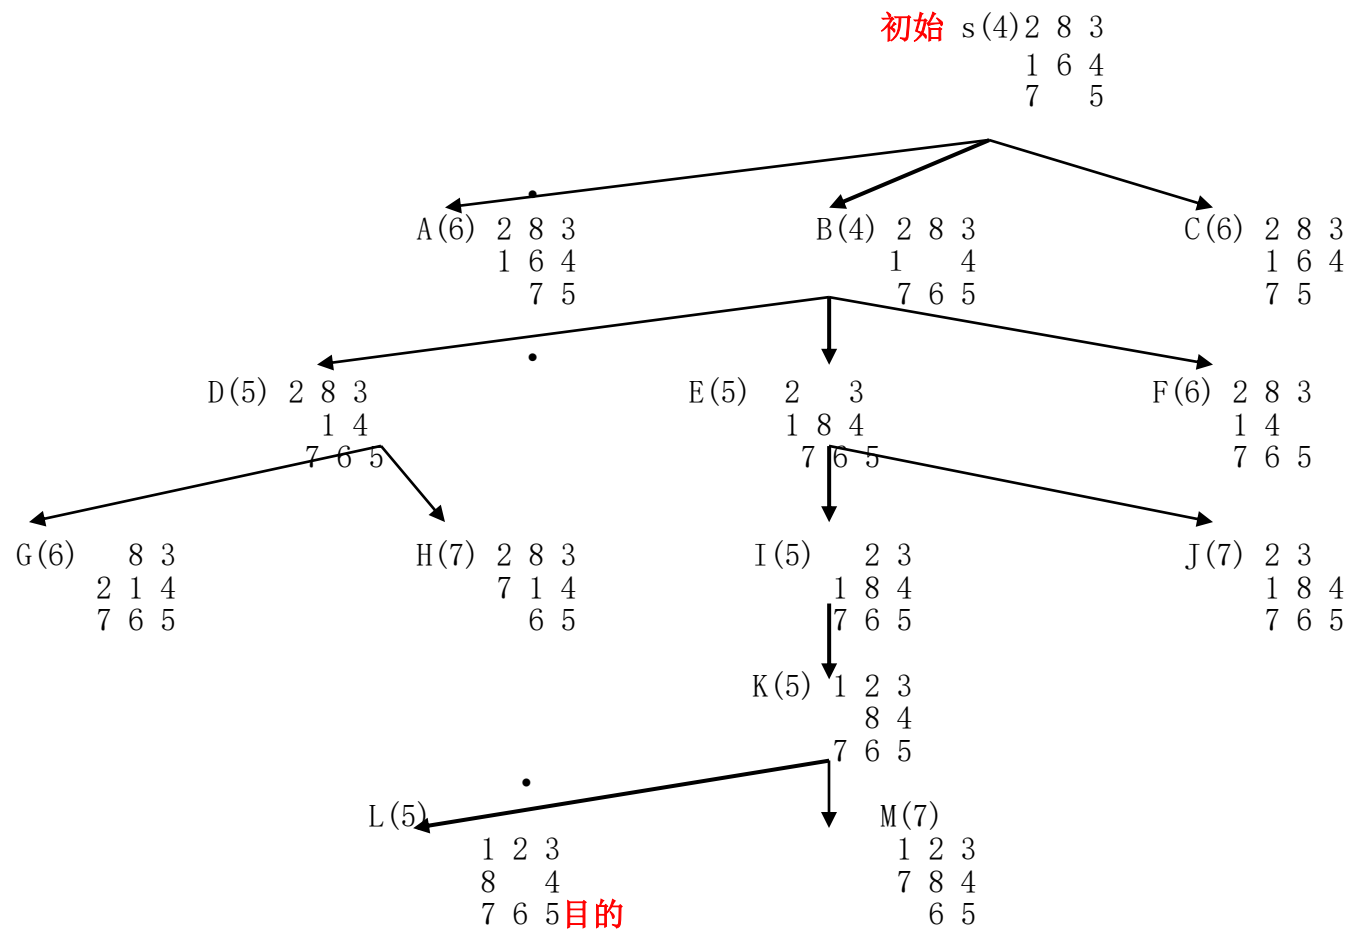 初始 s(4)2 8 3
1 6 4
7   5
A(6) 2 8 3
1 6 4
7 5
B(4) 2 8 3
1   4
7 6 5
C(6) 2 8 3
1 6 4
7 5
D(5) 2 8 3
1 4
7 6 5
E(5) 2   3
1 8 4
7 6 5
F(6) 2 8 3
1 4
7 6 5
G(6)   8 3
2 1 4
7 6 5
H(7) 2 8 3
7 1 4
6 5
I(5)   2 3
1 8 4
7 6 5
J(7) 2 3
1 8 4
7 6 5
K(5) 1 2 3
8 4
7 6 5
L(5)
1 2 3
8   4
7 6 5目的
M(7)
1 2 3
7 8 4
6 5